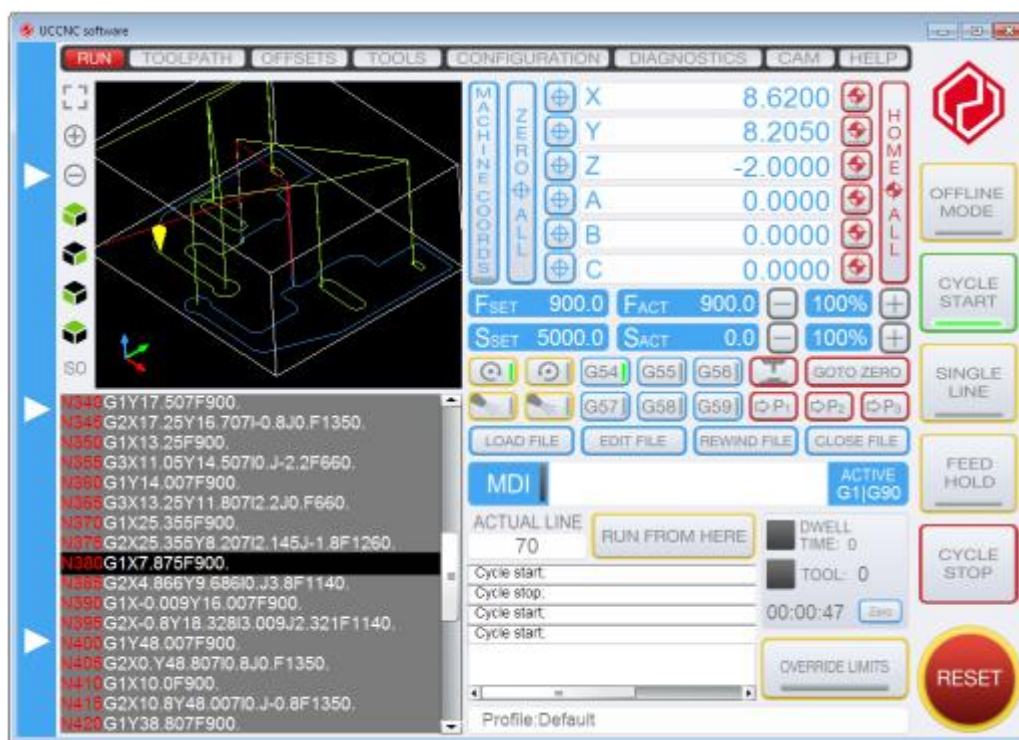 UCCNC software
RUN TOOLPATH OFFSETS TOOLS CONFIGURATION DIAGNOSTICS CAM HELP
MACHINE COORDS
ZERO ALL
X 8.6200
Y 8.2050
Z -2.0000
A 0.0000
B 0.0000
C 0.0000
HOME ALL
FSET 900.0 FACT 900.0 100%
SSET 5000.0 SACT 0.0 100%
G54 G55 G56 GOTO ZERO
G57 G58 G59 P1 P2 P3
LOAD FILE EDIT FILE REWIND FILE CLOSE FILE
MDI ACTIVE
G1|G90
ACTUAL LINE
70
RUN FROM HERE
DWELL
TIME: 0
TOOL: 0
00:00:47 Zero
Cycle start:
Cycle stop:
Cycle start:
Cycle start:
OVERRIDE LIMITS
Profile:Default
ISO
N340G1Y17.507F900.
N345G2X17.25Y16.707I-0.8J0.F1350.
N350G1X13.25F900.
N355G3X11.05Y14.507I0.J-2.2F660.
N360G1Y14.007F900.
N365G3X13.25Y11.807I2.2J0.F660.
N370G1X25.355F900.
N375G2X25.355Y8.207I2.145J-1.8F1260.
N380G1X7.875F900.
N385G2X4.866Y9.686I0.J3.8F1140.
N390G1X-0.009Y16.007F900.
N395G2X-0.8Y18.328I3.009J2.321F1140.
N400G1Y48.007F900.
N405G2X0.Y48.807I0.8J0.F1350.
N410G1X10.0F900.
N415G2X10.8Y48.007I0.J-0.8F1350.
N420G1Y38.807F900.
OFFLINE
MODE
CYCLE
START
SINGLE
LINE
FEED
HOLD
CYCLE
STOP
RESET